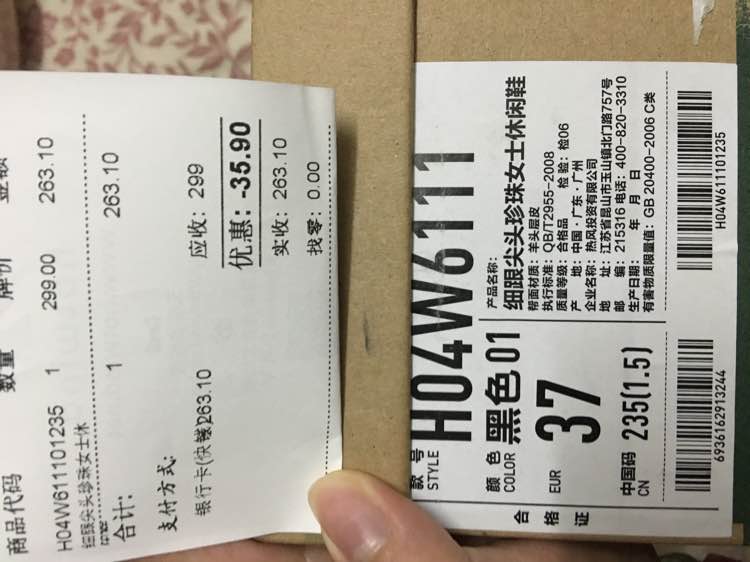 商品代码 数量 牌价 金额
H04W611101235 1 299.00 263.10
细跟尖头珍珠女士休
合计: 1 263.10
支付方式:
银行卡(快钱)263.10
应收: 299
优惠: -35.90
实收: 263.10
找零: 0.00
款号 STYLE H04W61111
颜色 COLOR 黑色01
EUR 37
中国码 CN 235(1.5)
合格证
产品名称:
细跟尖头珍珠女士休闲鞋
帮面材质: 羊头层皮
执行标准: QB/T2955-2008
质量等级: 合格品 检验: 检06
产 地: 中国·广东·广州
企业名称: 热风投资有限公司
地 址: 江苏省昆山市玉山镇北门路757号
邮 编: 215316 电话: 400-820-3310
生产日期: 年 月 日
有害物质限量值: GB 20400-2006 C类
H04W611101235
6936162913244